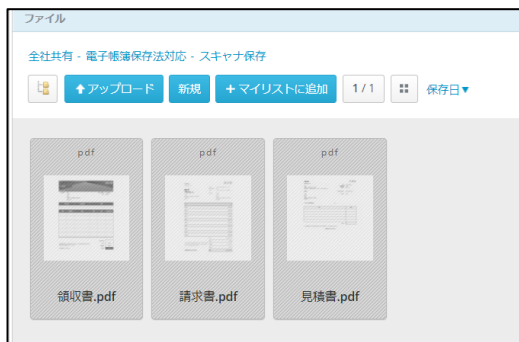 ファイル
全社共有 - 電子帳簿保存法対応 - スキャナ保存
アップロード 新規 +マイリストに追加 1 / 1 保存日▼
pdf pdf pdf
領収書.pdf 請求書.pdf 見積書.pdf